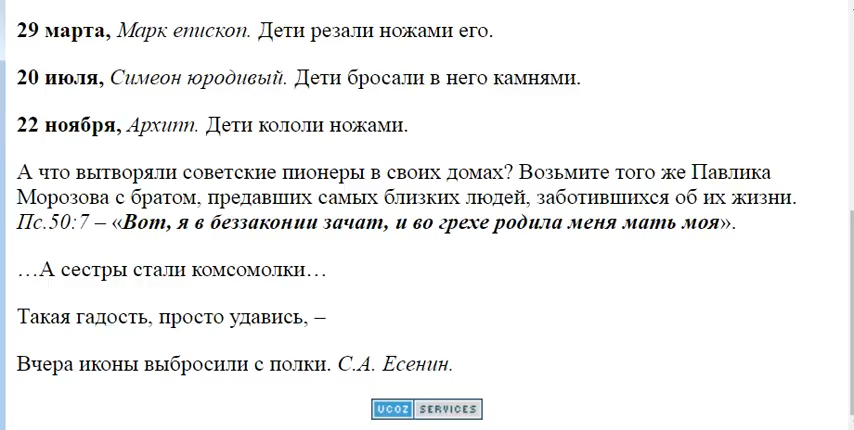 29 марта, Марк епископ. Дети резали ножами его.
20 июля, Симеон юродивый. Дети бросали в него камнями.
22 ноября, Архипп. Дети кололи ножами.
А что вытворяли советские пионеры в своих домах? Возьмите того же Павлика
Морозова с братом, предавших самых близких людей, заботившихся об их жизни.
Пс.50:7 – «Вот, я в беззаконии зачат, и во грехе родила меня мать моя».
…А сестры стали комсомолки…
Такая гадость, просто удавись, –
Вчера иконы выбросили с полки. С.А. Есенин.
UCOZ SERVICES